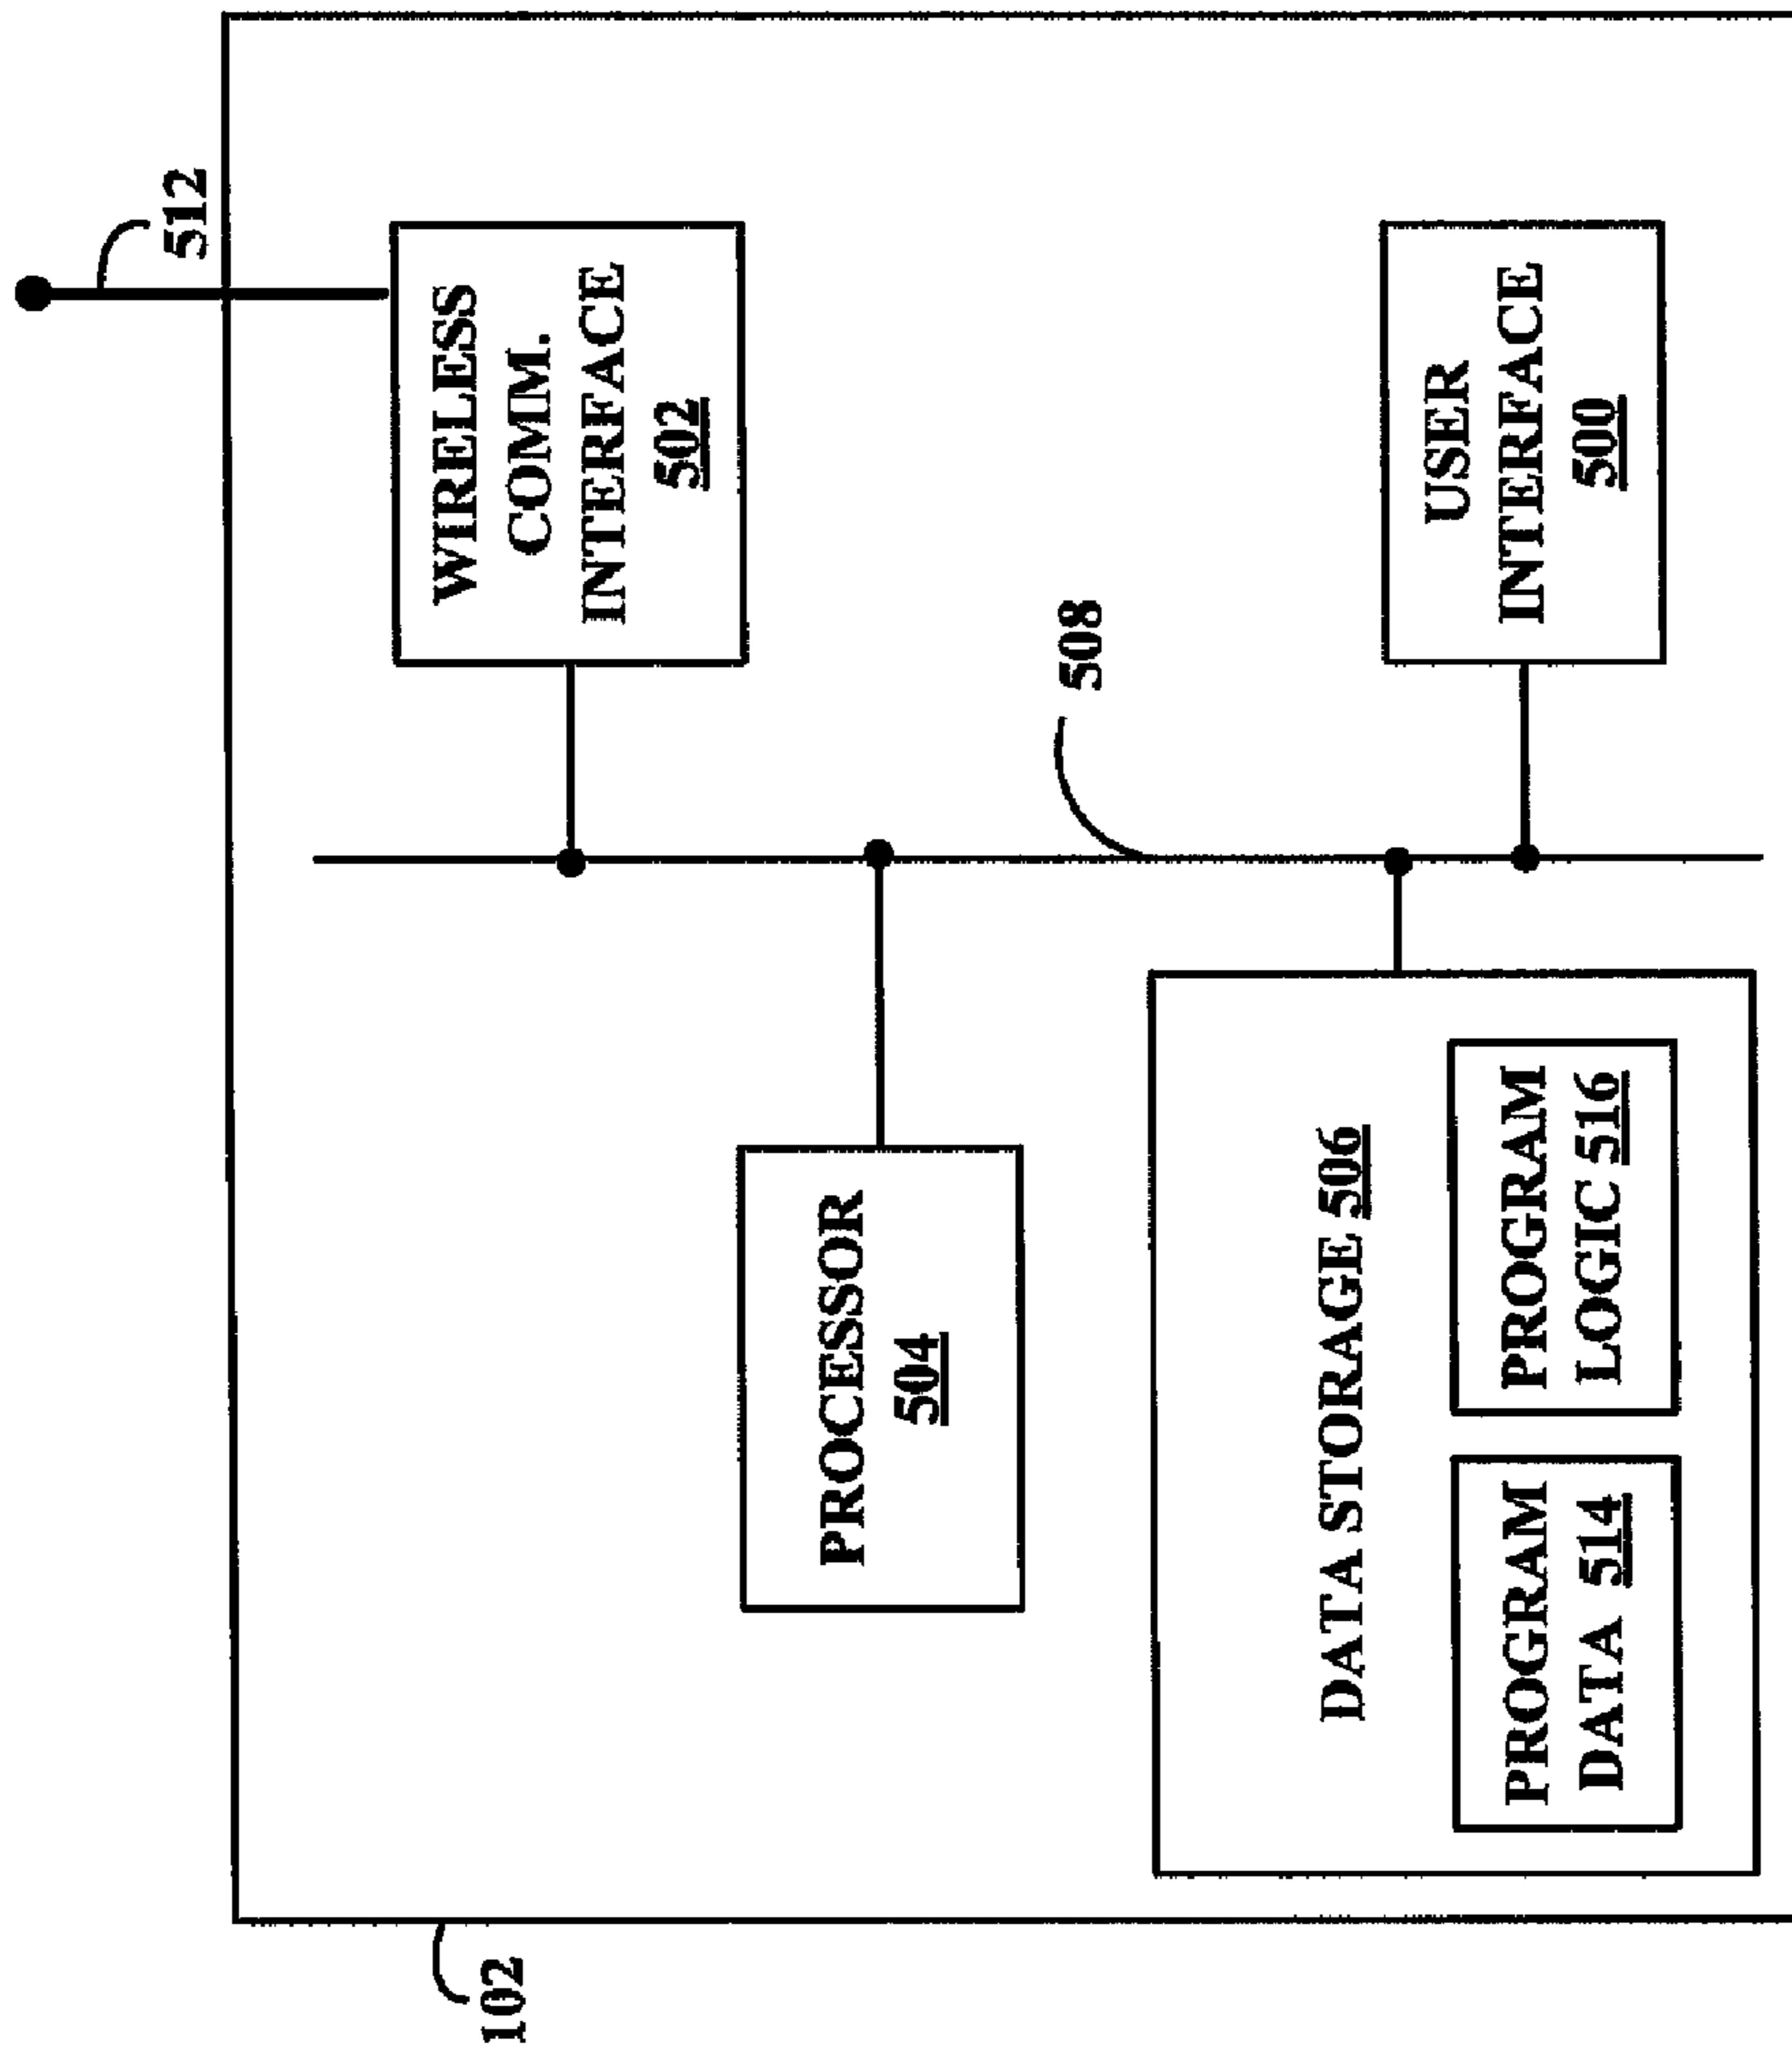 102
512
PROCESSOR
504
WIRELESS
COMM.
INTERFACE
502
508
DATA STORAGE 506
PROGRAM
DATA 514
PROGRAM
LOGIC 516
USER
INTERFACE
500